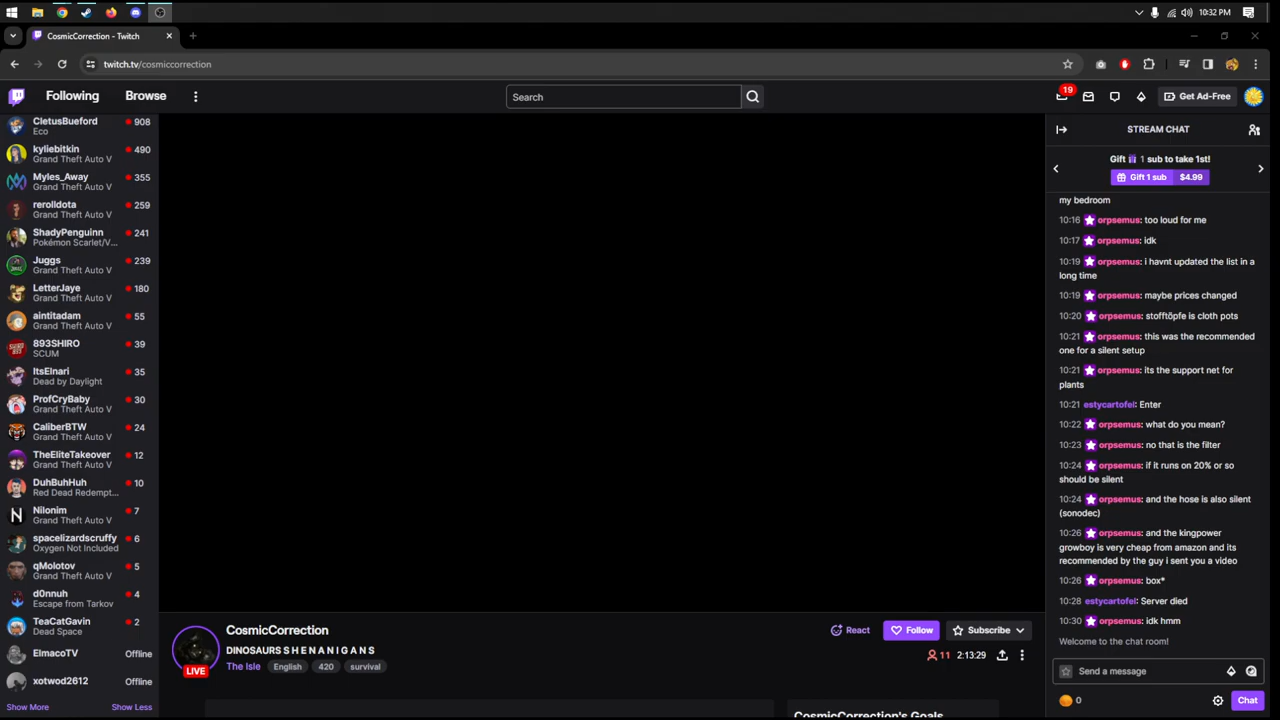 10:32 PM
CosmicCorrection - Twitch
twitch.tv/cosmiccorrection
Following
Browse
Search
19
Get Ad-Free
CletusBueford 908
Eco
kyliebitkin 490
Grand Theft Auto V
Myles_Away 355
Grand Theft Auto V
rerolldota 259
Grand Theft Auto V
ShadyPenguinn 241
Pokémon Scarlet/V...
Juggs 239
Grand Theft Auto V
LetterJaye 180
Grand Theft Auto V
aintitadam 55
Grand Theft Auto V
893SHIRO 39
SCUM
ItsEinari 35
Dead by Daylight
ProfCryBaby 30
Grand Theft Auto V
CaliberBTW 24
Grand Theft Auto V
TheEliteTakeover 12
Grand Theft Auto V
DuhBuhHuh 10
Red Dead Redempt...
Nilonim 7
Grand Theft Auto V
spacelizardscruffy 6
Oxygen Not Included
qMolotov 5
Grand Theft Auto V
d0nnuh 4
Escape from Tarkov
TeaCatGavin 2
Dead Space
ElmacoTV Offline
xotwod2612 Offline
Show More Show Less
LIVE
CosmicCorrection
DINOSAURS S H E N A N I G A N S
The Isle English 420 survival
React
Follow
Subscribe
11 2:13:29
CosmicCorrection's Goals
STREAM CHAT
Gift 1 sub to take 1st!
Gift 1 sub $4.99
my bedroom
10:16 orpsemus: too loud for me
10:17 orpsemus: idk
10:19 orpsemus: i havnt updated the list in a
long time
10:19 orpsemus: maybe prices changed
10:20 orpsemus: stofftöpfe is cloth pots
10:21 orpsemus: this was the recommended
one for a silent setup
10:21 orpsemus: its the support net for
plants
10:21 estycartofel: Enter
10:22 orpsemus: what do you mean?
10:23 orpsemus: no that is the filter
10:24 orpsemus: if it runs on 20% or so
should be silent
10:24 orpsemus: and the hose is also silent
(sonodec)
10:26 orpsemus: and the kingpower
growboy is very cheap from amazon and its
recommended by the guy i sent you a video
10:26 orpsemus: box*
10:28 estycartofel: Server died
10:30 orpsemus: idk hmm
Welcome to the chat room!
Send a message
0
Chat